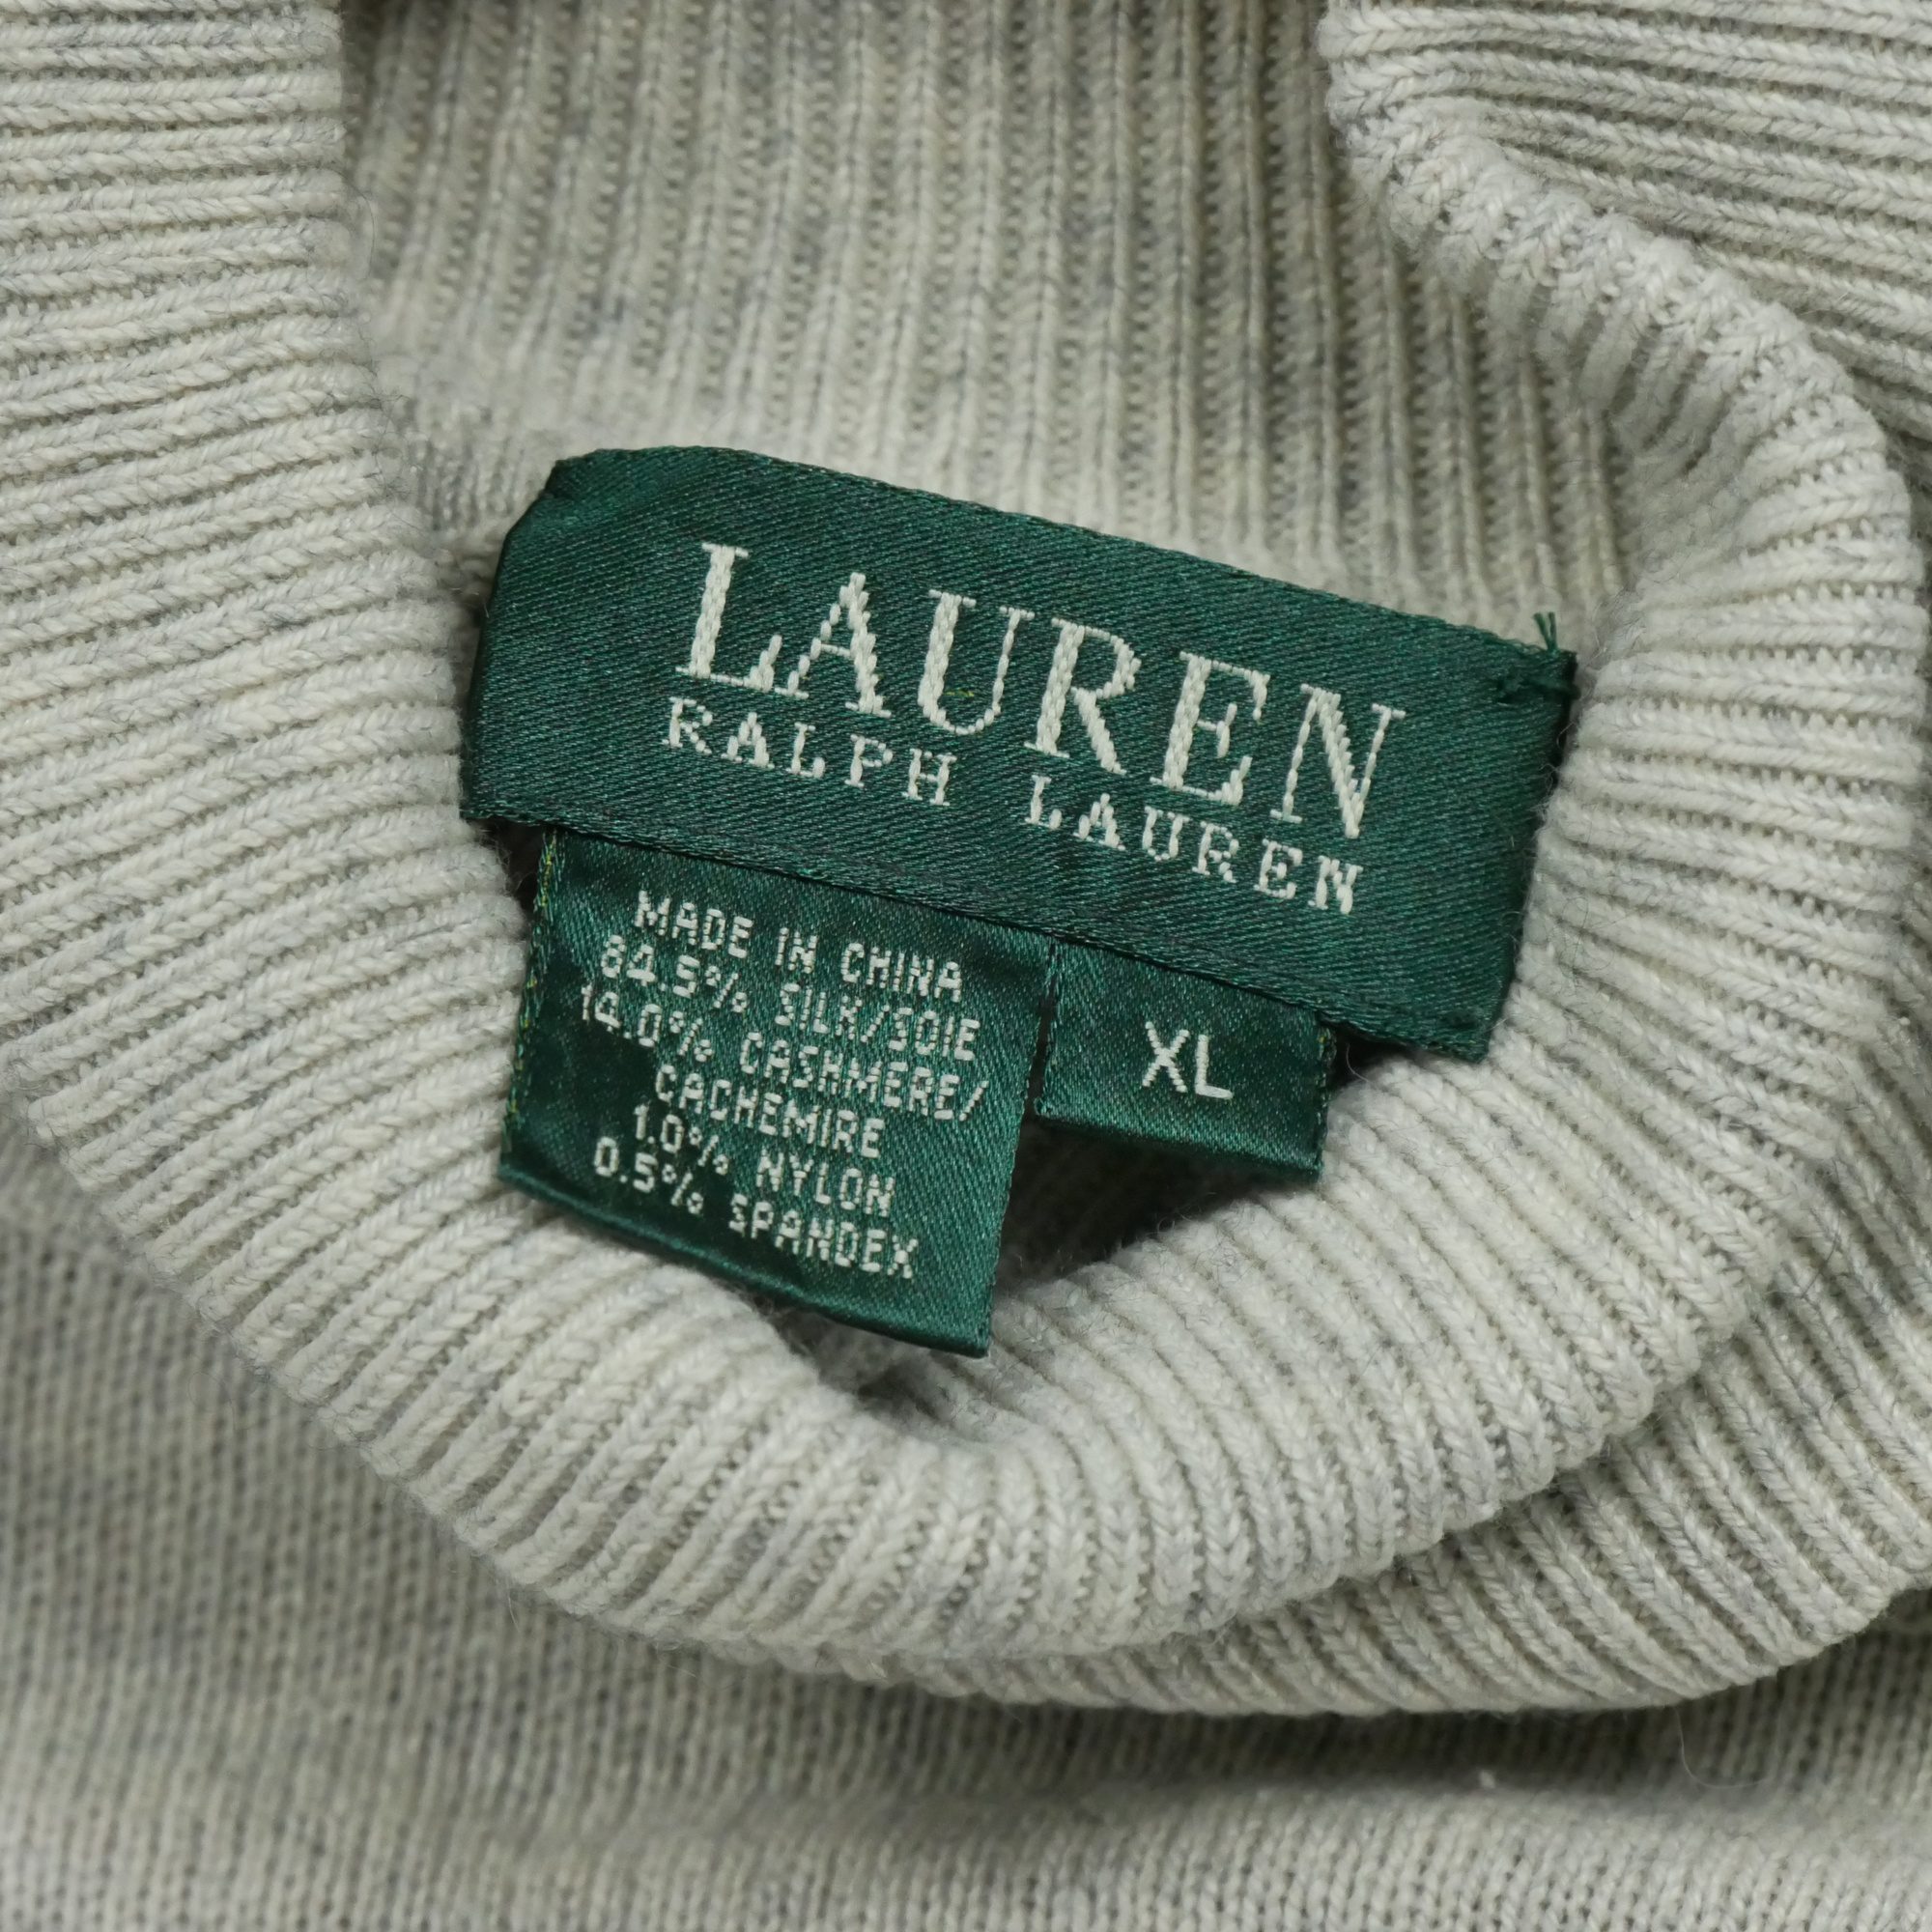 LAUREN
RALPH LAUREN
MADE IN CHINA
84.5% SILK/SOIE
14.0% CASHMERE/
CACHEMIRE
1.0% NYLON
0.5% SPANDEX
XL